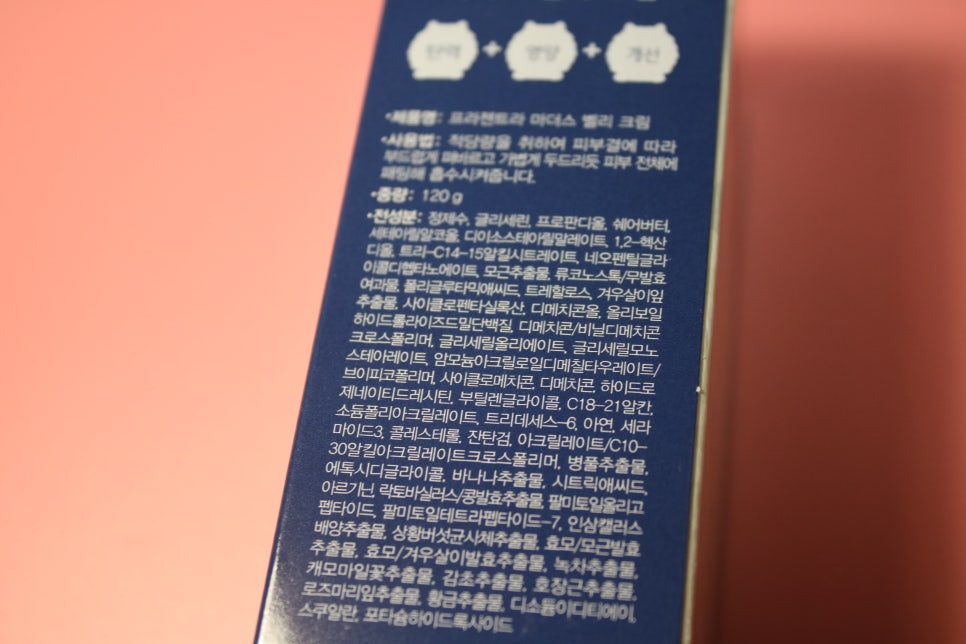 탄력 + 영양 + 개선
•제품명: 프라젠트라 마더스 벨리 크림
•사용법: 적당량을 취하여 피부결에 따라
부드럽게 펴바르고 가볍게 두드리듯 피부 전체에
패팅해 흡수시켜줍니다.
•중량: 120 g
•전성분: 정제수, 글리세린, 프로판디올, 쉐어버터,
세테아릴알코올, 디이소스테아릴말레이트, 1,2-헥산
디올, 트리-C14-15알킬시트레이트, 네오펜틸글라
이콜디헵타노에이트, 모근추출물, 류코노스톡/무발효
여과물, 폴리글루타믹애씨드, 트레할로스, 겨우살이잎
추출물, 사이클로펜타실록산, 디메치콘올, 올리보일
하이드롤라이즈드밀단백질, 디메치콘/비닐디메치콘
크로스폴리머, 글리세릴올리에이트, 글리세릴모노
스테아레이트, 암모늄아크릴로일디메칠타우레이트/
브이피코폴리머, 사이클로메치콘, 디메치콘, 하이드로
제네이티드레시틴, 부틸렌글라이콜, C18-21알칸,
소듐폴리아크릴레이트, 트리데세스-6, 아연, 세라
마이드3, 콜레스테롤, 잔탄검, 아크릴레이트/C10-
30알킬아크릴레이트크로스폴리머, 병풀추출물,
에톡시디글라이콜, 바나나추출물, 시트릭애씨드,
아르기닌, 락토바실러스/콩발효추출물, 팔미토일올리고
펩타이드, 팔미토일테트라펩타이드-7, 인삼캘러스
배양추출물, 상황버섯균사체추출물, 효모/모근발효
추출물, 효모/겨우살이발효추출물, 녹차추출물,
캐모마일꽃추출물, 감초추출물, 호장근추출물,
로즈마리잎추출물, 황금추출물, 디소듐이디티에이,
스쿠알란, 포타슘하이드록사이드